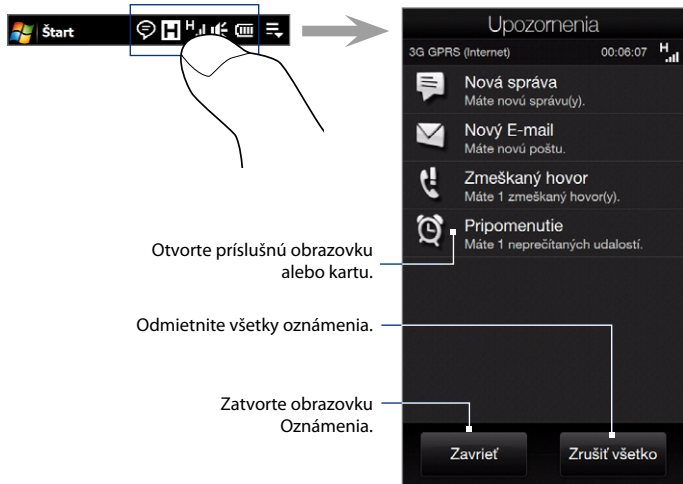 Štart
H
H
Upozornenia
3G GPRS (Internet)
00:06:07
H
Nová správa
Máte novú správu(y).
Nový E-mail
Máte novú poštu.
Zmeškaný hovor
Máte 1 zmeškaný hovor(y).
Pripomenutie
Máte 1 neprečítaných udalostí.
Otvorte príslušnú obrazovku
alebo kartu.
Odmietnite všetky oznámenia.
Zatvorte obrazovku
Oznámenia.
Zavrieť
Zrušiť všetko